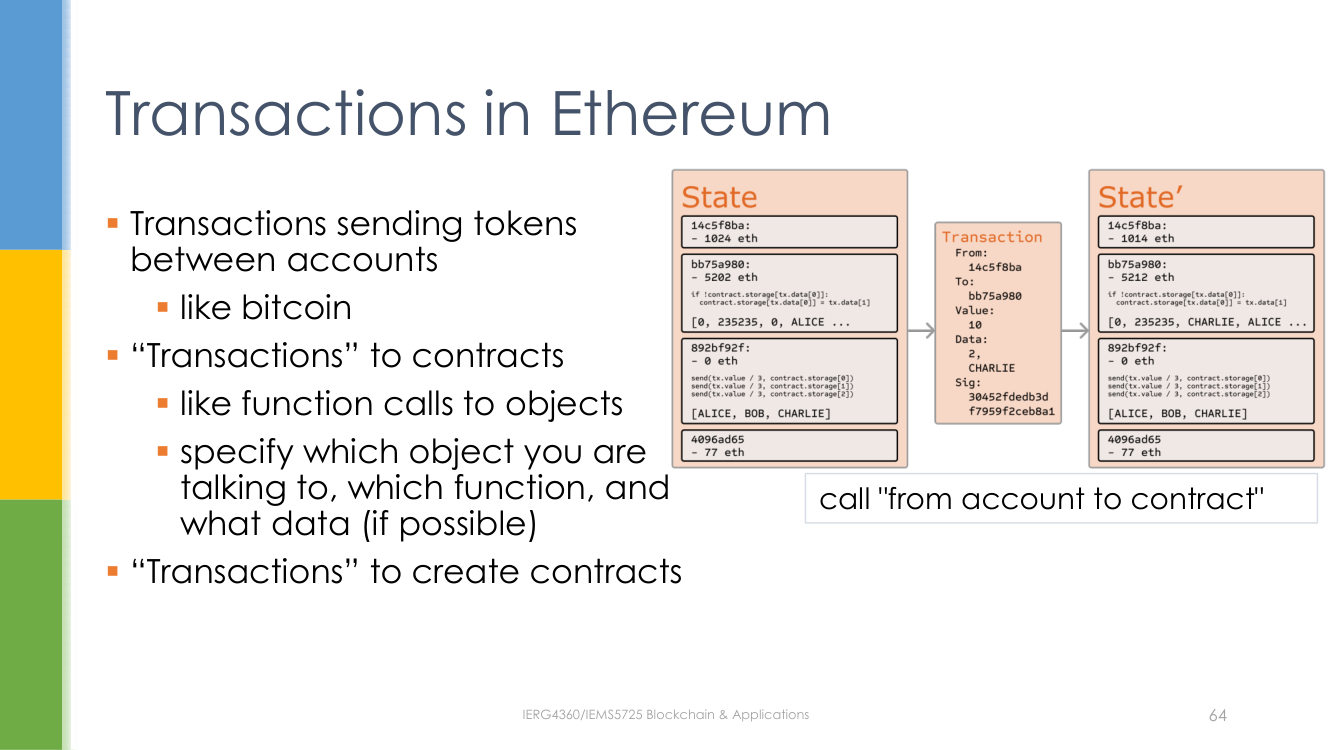 Transactions in Ethereum
▪ Transactions sending tokens
between accounts
▪ like bitcoin
▪ “Transactions” to contracts
▪ like function calls to objects
▪ specify which object you are
talking to, which function, and
what data (if possible)
▪ “Transactions” to create contracts
State
14c5f8ba:
- 1024 eth
bb75a980:
- 5202 eth
if !contract.storage[tx.data[0]]:
contract.storage[tx.data[0]] = tx.data[1]
[0, 235235, 0, ALICE ...
892bf92f:
- 0 eth
send(tx.value / 3, contract.storage[0])
send(tx.value / 3, contract.storage[1])
send(tx.value / 3, contract.storage[2])
[ALICE, BOB, CHARLIE]
4096ad65
- 77 eth
Transaction
From:
14c5f8ba
To:
bb75a980
Value:
10
Data:
2,
CHARLIE
Sig:
30452fdedb3d
f7959f2ceb8a1
State’
14c5f8ba:
- 1014 eth
bb75a980:
- 5212 eth
if !contract.storage[tx.data[0]]:
contract.storage[tx.data[0]] = tx.data[1]
[0, 235235, CHARLIE, ALICE ...
892bf92f:
- 0 eth
send(tx.value / 3, contract.storage[0])
send(tx.value / 3, contract.storage[1])
send(tx.value / 3, contract.storage[2])
[ALICE, BOB, CHARLIE]
4096ad65
- 77 eth
call "from account to contract"
IERG4360/IEMS5725 Blockchain & Applications
64